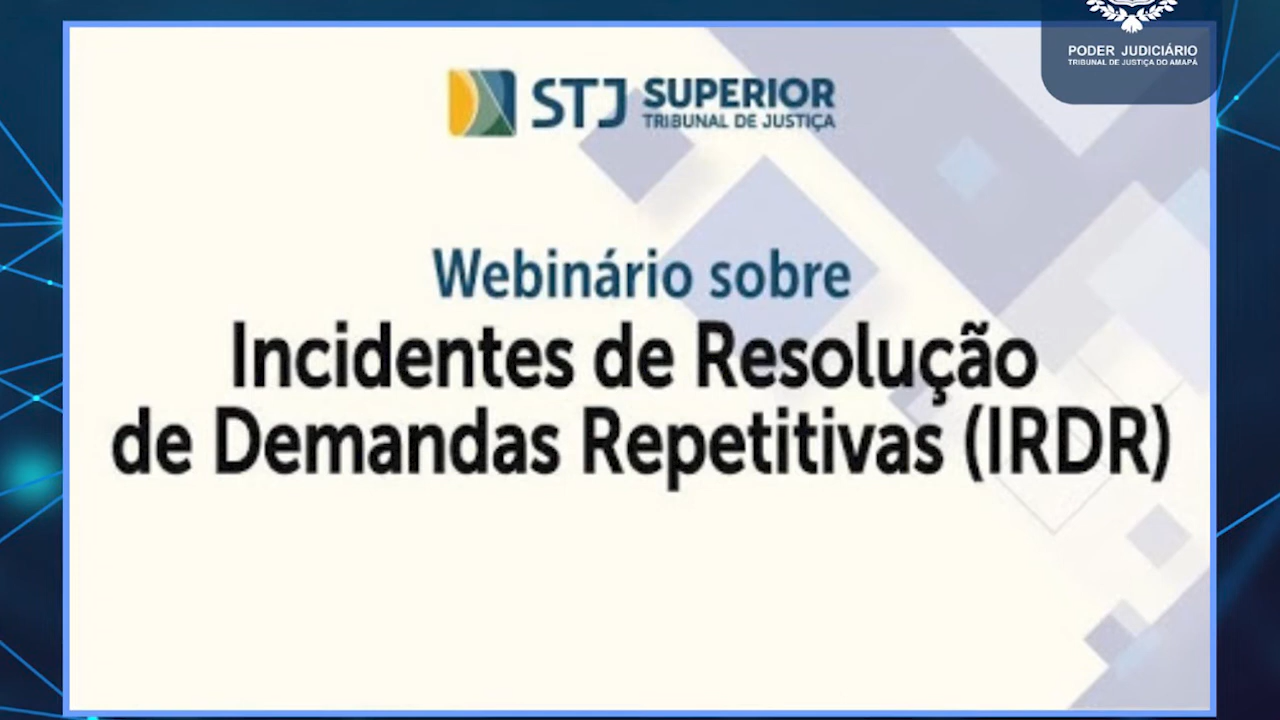 PODER JUDICIÁRIO
TRIBUNAL DE JUSTIÇA DO AMAPÁ
STJ SUPERIOR
TRIBUNAL DE JUSTIÇA
Webinário sobre
Incidentes de Resolução
de Demandas Repetitivas (IRDR)